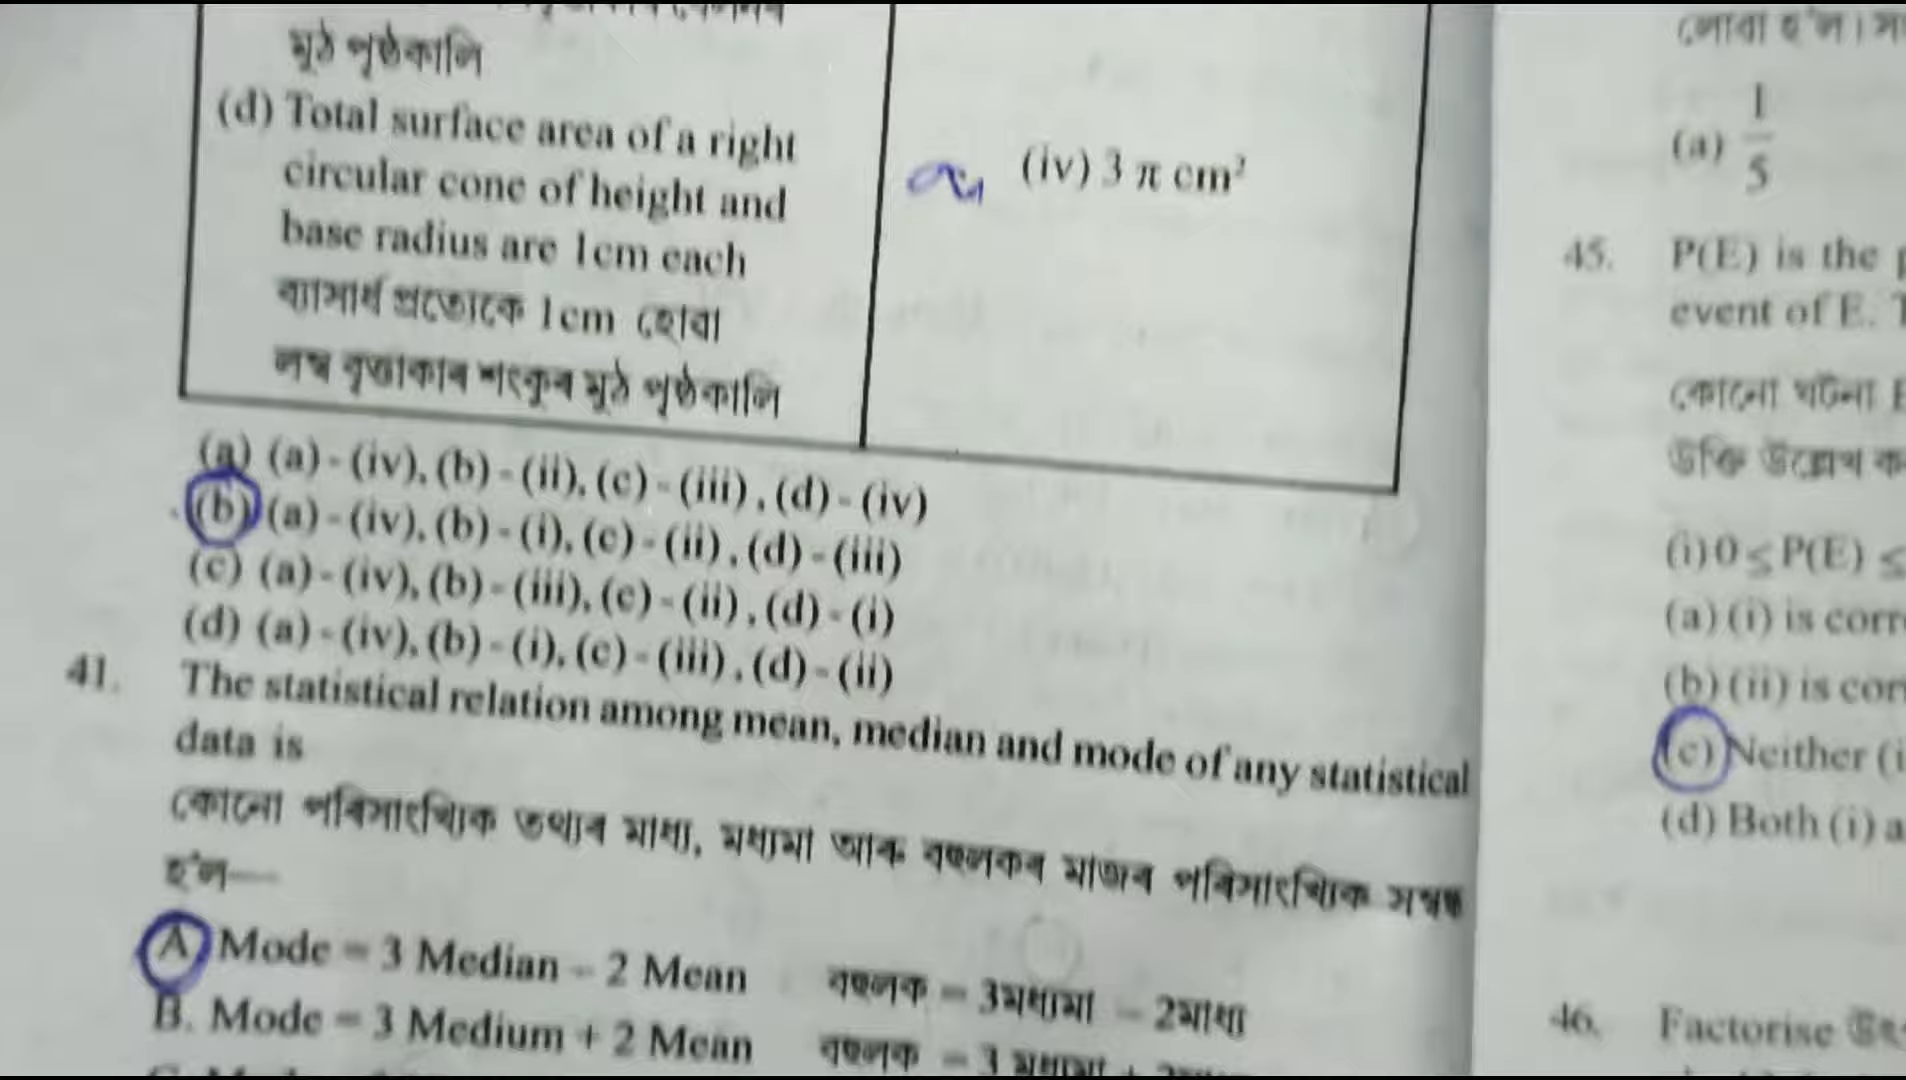 মুঠ পৃষ্ঠকালি
(d) Total surface area of a right
circular cone of height and
base radius are 1cm each
ব্যাসাৰ্ধ প্ৰত্যেকে 1cm হোৱা
লম্ব বৃত্তাকাৰ শংকুৰ মুঠ পৃষ্ঠকালি
(iv) 3 π cm²
(a) (a) - (iv), (b) - (ii), (c) - (iii), (d) - (iv)
(b) (a) - (iv), (b) - (i), (c) - (ii), (d) - (iii)
(c) (a) - (iv), (b) - (iii), (c) - (ii), (d) - (i)
(d) (a) - (iv), (b) - (i), (c) - (iii), (d) - (ii)
41. The statistical relation among mean, median and mode of any statistical
data is
কোনো পৰিসাংখ্যিক তথ্যৰ মাধ্য, মধ্যমা আৰু বহুলকৰ মাজৰ পৰিসাংখ্যিক সম্বন্ধ
হ'ল—
A. Mode = 3 Median - 2 Mean বহুলক = 3মধ্যমা - 2মাধ্য
B. Mode = 3 Medium + 2 Mean বহুলক = 3 মধ্যমা +
হ'ল।
(a) 1/5
45. P(E) is the
event of E.
কোনো ঘটনা
উক্তি উল্লেখ
(i) 0 ≤ P(E) ≤
(a) (i) is
(b) (ii) is
(c) Neither
(d) Both (i)
46. Factorise